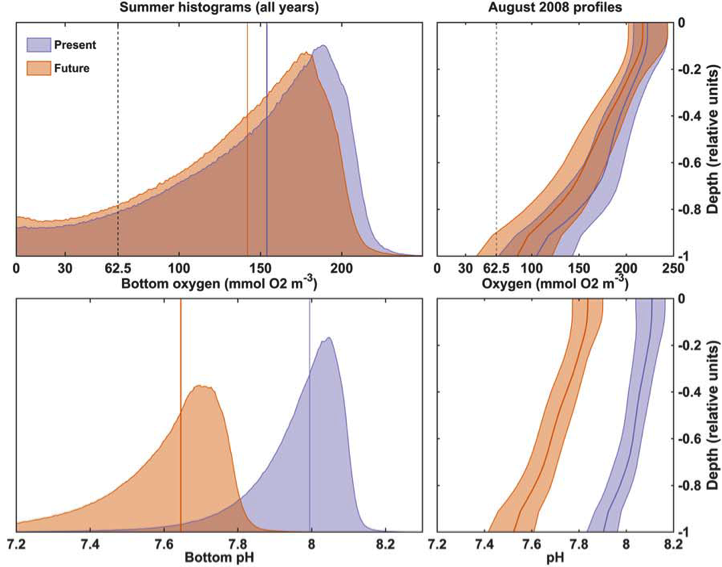 Summer histograms (all years)
August 2008 profiles
Present
Future
0
-0.2
-0.4
-0.6
-0.8
-1
Depth (relative units)
0 30 62.5 100 150 200
Bottom oxygen (mmol O2 m-3)
0 30 62.5 100 150 200 250
Oxygen (mmol O2 m-3)
0
-0.2
-0.4
-0.6
-0.8
-1
Depth (relative units)
7.2 7.4 7.6 7.8 8 8.2
Bottom pH
7.2 7.4 7.6 7.8 8 8.2
pH